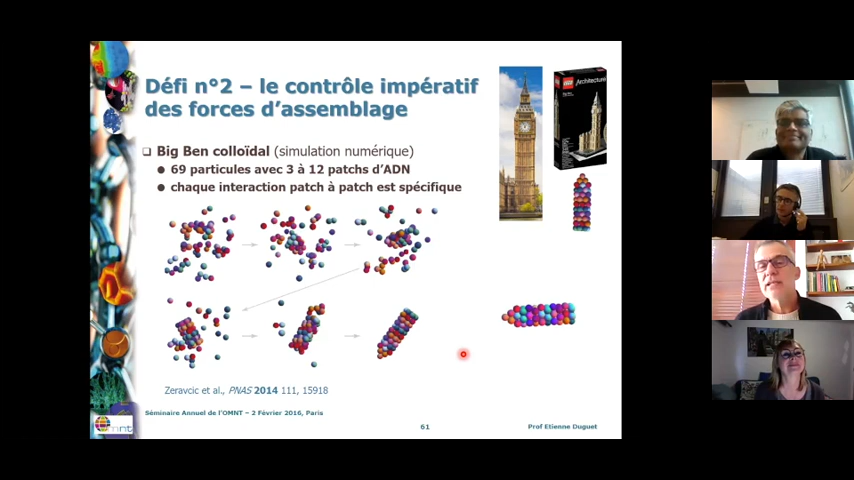 Défi n°2 – le contrôle impératif
des forces d'assemblage
Big Ben colloïdal (simulation numérique)
69 particules avec 3 à 12 patchs d'ADN
chaque interaction patch à patch est spécifique
LEGO
Architecture
Zeravcic et al., PNAS 2014 111, 15918
Séminaire Annuel de l'OMNT – 2 Février 2016, Paris
61
Prof Etienne Duguet
omnt